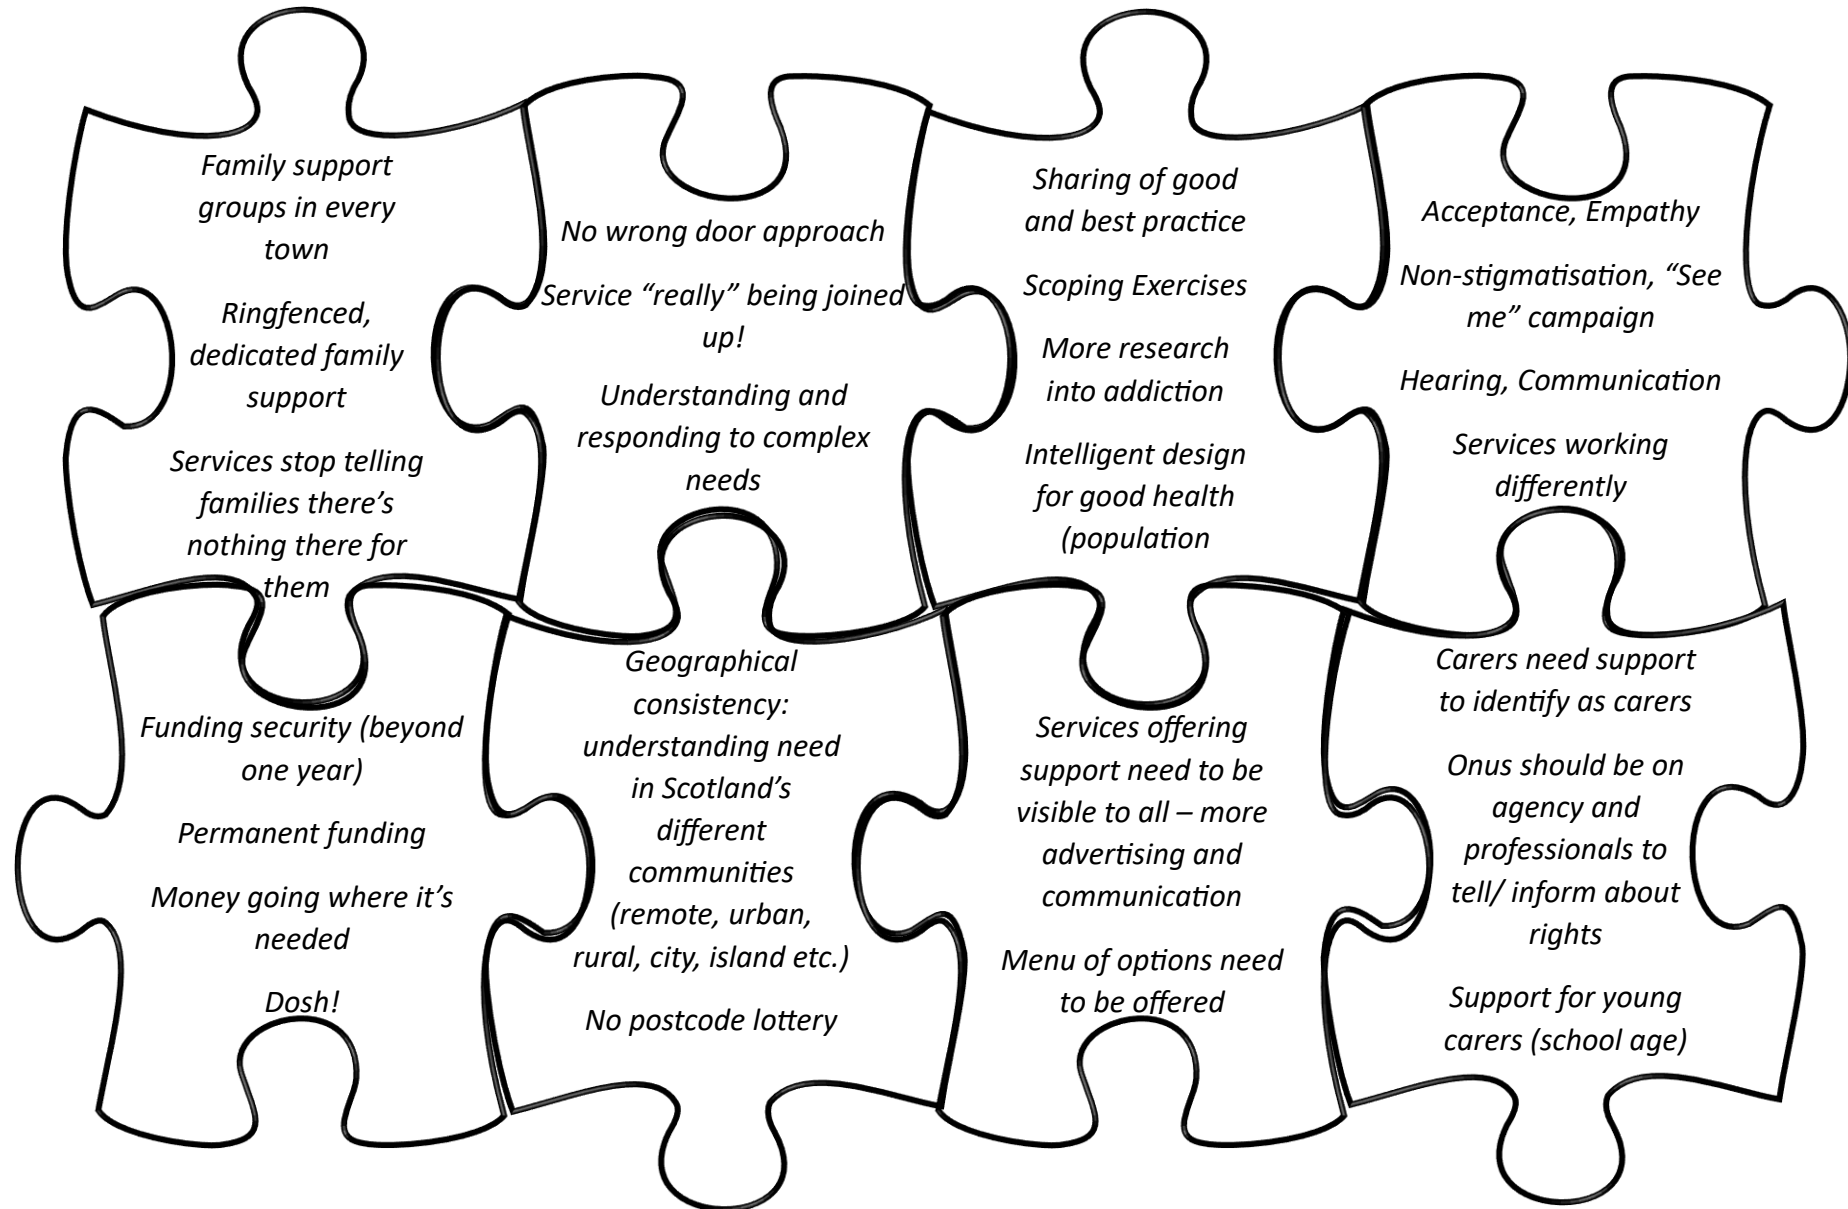 Family support
groups in every
town
Ringfenced,
dedicated family
support
Services stop telling
families there’s
nothing there for
them
No wrong door approach
Service “really” being joined
up!
Understanding and
responding to complex
needs
Sharing of good
and best practice
Scoping Exercises
More research
into addiction
Intelligent design
for good health
(population
Acceptance, Empathy
Non-stigmatisation, “See
me” campaign
Hearing, Communication
Services working
differently
Funding security (beyond
one year)
Permanent funding
Money going where it’s
needed
Dosh!
Geographical
consistency:
understanding need
in Scotland’s
different
communities
(remote, urban,
rural, city, island etc.)
No postcode lottery
Services offering
support need to be
visible to all – more
advertising and
communication
Menu of options need
to be offered
Carers need support
to identify as carers
Onus should be on
agency and
professionals to
tell/ inform about
rights
Support for young
carers (school age)